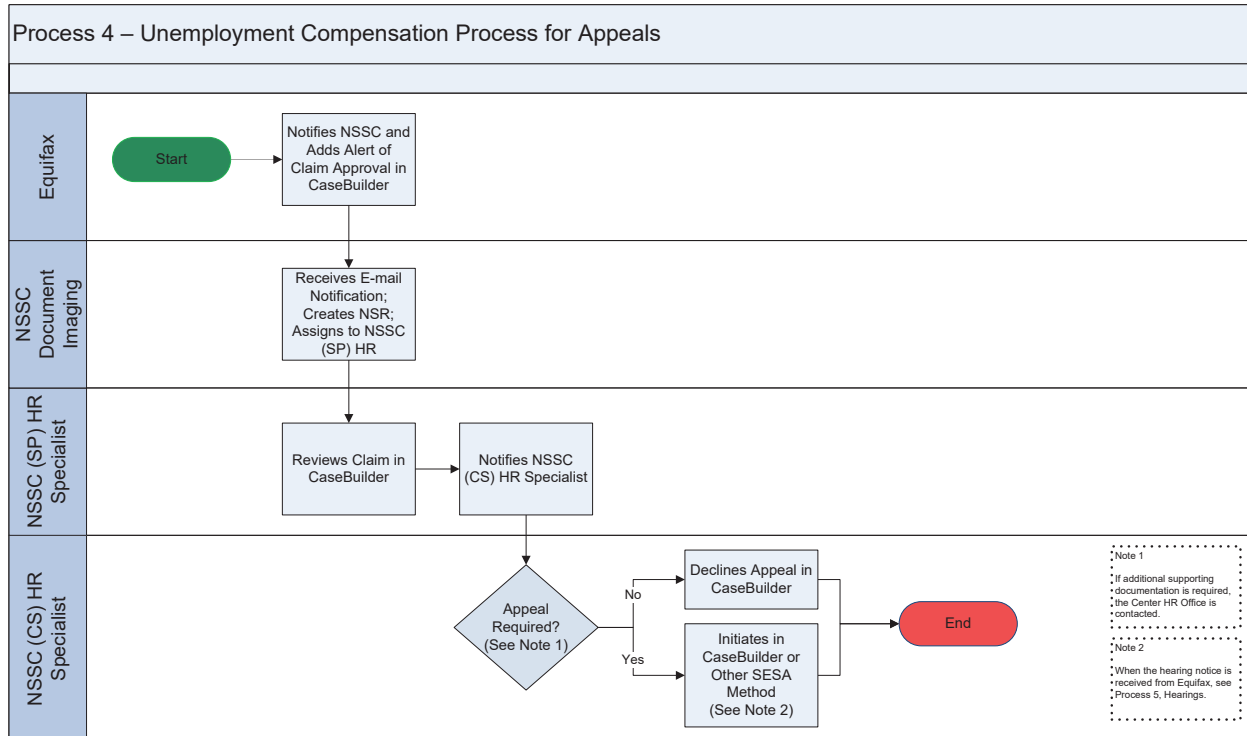 Process 4 – Unemployment Compensation Process for Appeals
Equifax
Start
Notifies NSSC and
Adds Alert of
Claim Approval in
CaseBuilder
NSSC
Document
Imaging
Receives E-mail
Notification;
Creates NSR;
Assigns to NSSC
(SP) HR
NSSC (SP) HR
Specialist
Reviews Claim in
CaseBuilder
Notifies NSSC
(CS) HR Specialist
NSSC (CS) HR
Specialist
Appeal
Required?
(See Note 1)
No
Declines Appeal in
CaseBuilder
Yes
Initiates in
CaseBuilder or
Other SESA
Method
(See Note 2)
End
Note 1
If additional supporting
documentation is required,
the Center HR Office is
contacted.
Note 2
When the hearing notice is
received from Equifax, see
Process 5, Hearings.